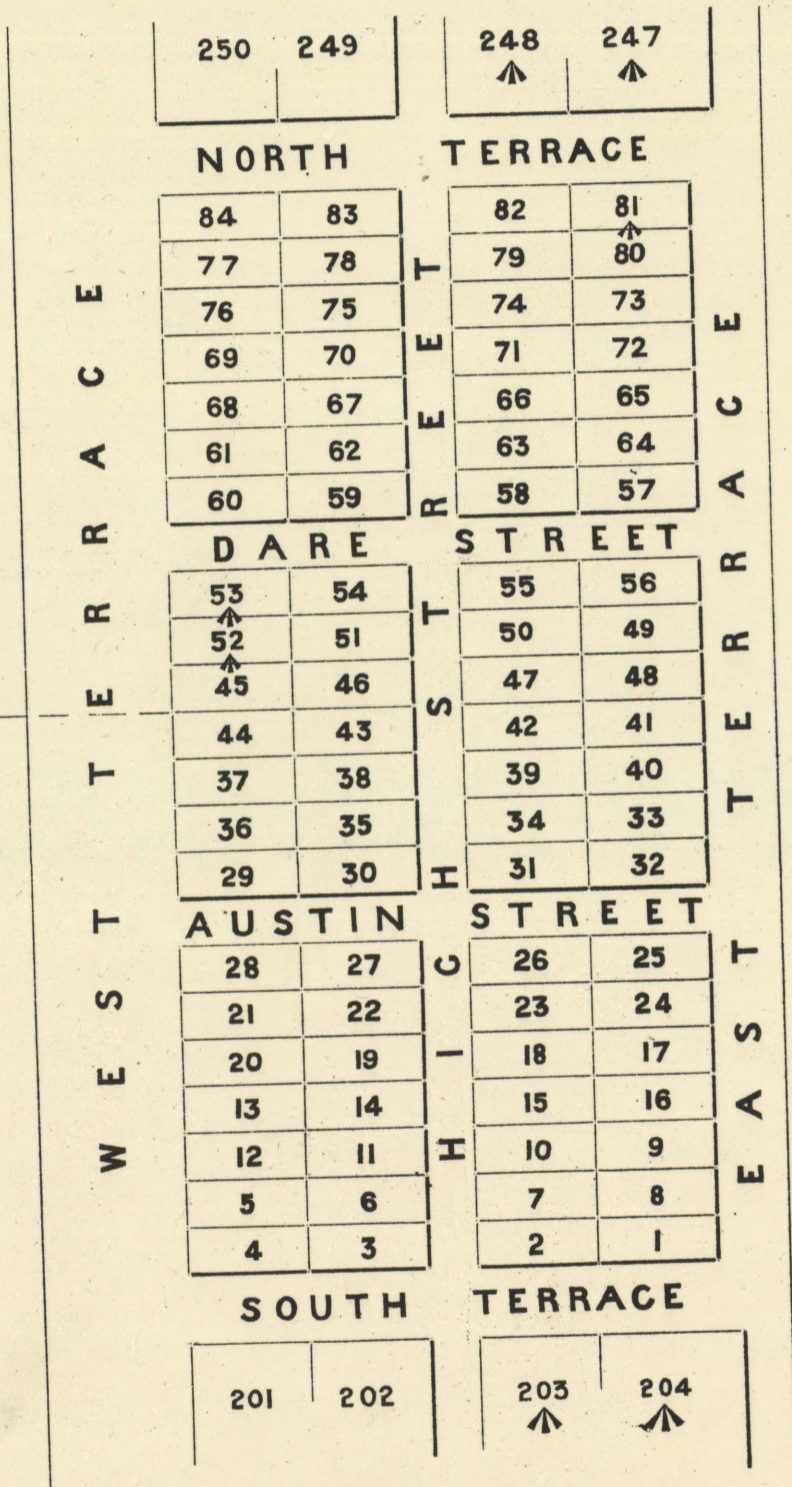 250 249 248 247
NORTH TERRACE
84 83 82 81
77 78 79 80
76 75 74 73
69 70 71 72
68 67 66 65
61 62 63 64
60 59 58 57
DARE STREET
53 54 55 56
52 51 50 49
45 46 47 48
44 43 42 41
37 38 39 40
36 35 34 33
29 30 31 32
AUSTIN STREET
28 27 26 25
21 22 23 24
20 19 18 17
13 14 15 16
12 11 10 9
5 6 7 8
4 3 2 1
SOUTH TERRACE
201 202 203 204
WEST TERRACE
HIGH STREET
EAST TERRACE